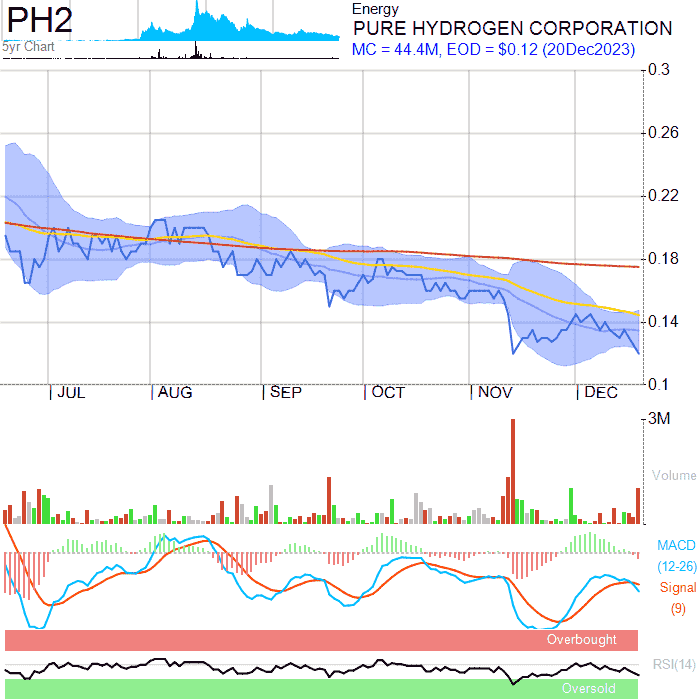 PH2
5yr Chart
Energy
PURE HYDROGEN CORPORATION
MC = 44.4M, EOD = $0.12 (20Dec2023)
0.3
0.26
0.22
0.18
0.14
0.1
JUL AUG SEP OCT NOV DEC
3M
Volume
MACD
(12-26)
Signal
(9)
Overbought
RSI(14)
Oversold